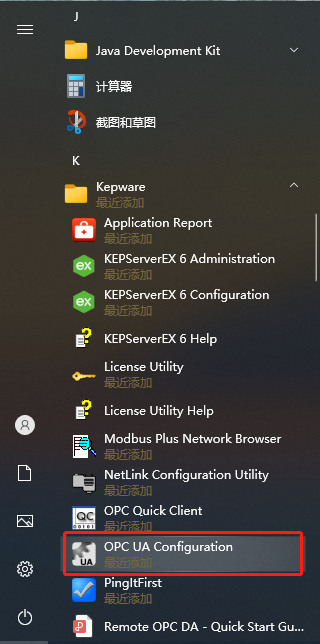 J
Java Development Kit
计算器
截图和草图
K
Kepware
最近添加
Application Report
最近添加
KEPServerEX 6 Administration
最近添加
KEPServerEX 6 Configuration
最近添加
KEPServerEX 6 Help
License Utility
最近添加
License Utility Help
Modbus Plus Network Browser
最近添加
NetLink Configuration Utility
最近添加
OPC Quick Client
最近添加
OPC UA Configuration
最近添加
PingItFirst
最近添加
Remote OPC DA - Quick Start Gu...